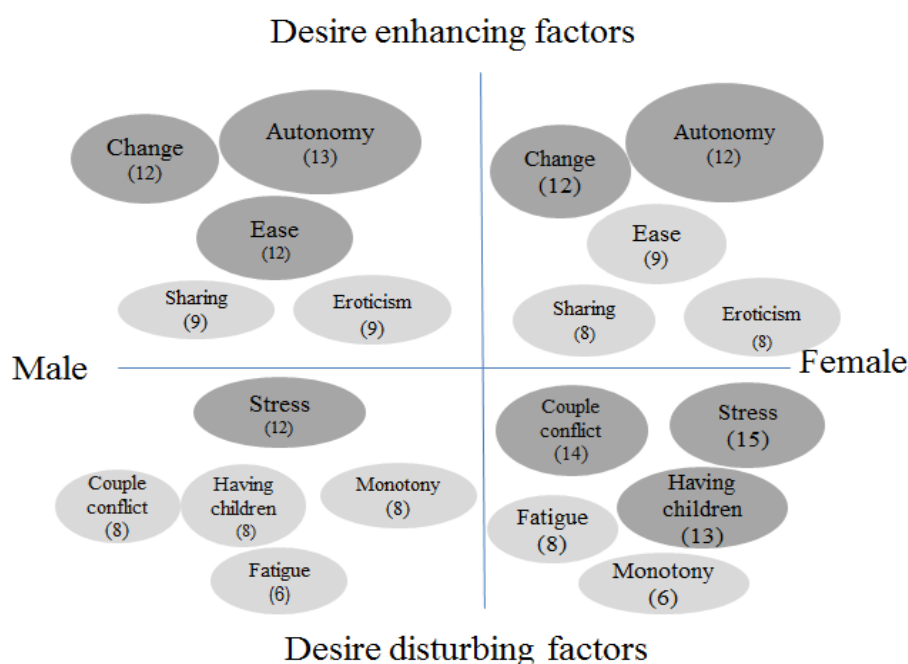 Desire enhancing factors
Autonomy
(13)
Change
(12)
Ease
(12)
Sharing
(9)
Eroticism
(9)
Autonomy
(12)
Change
(12)
Ease
(9)
Sharing
(8)
Eroticism
(8)
Male
Female
Stress
(12)
Couple
conflict
(8)
Having
children
(8)
Monotony
(8)
Fatigue
(6)
Couple
conflict
(14)
Stress
(15)
Having
children
(13)
Fatigue
(8)
Monotony
(6)
Desire disturbing factors